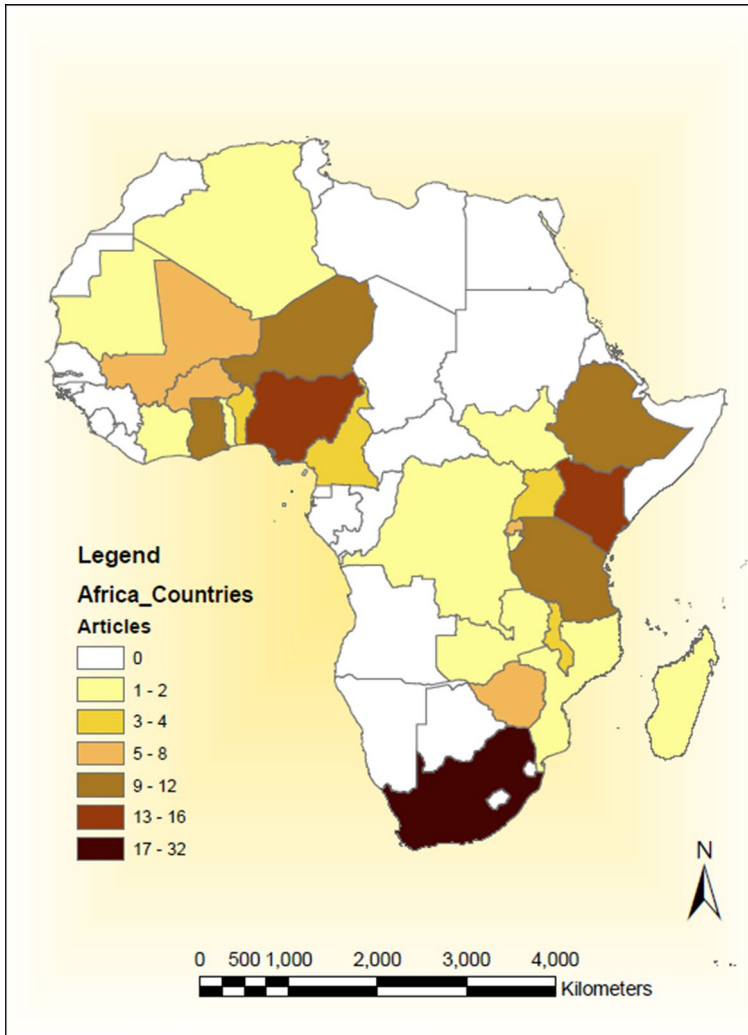 Legend
Africa_Countries
Articles
0
1 - 2
3 - 4
5 - 8
9 - 12
13 - 16
17 - 32
N
0 500 1,000 2,000 3,000 4,000
Kilometers